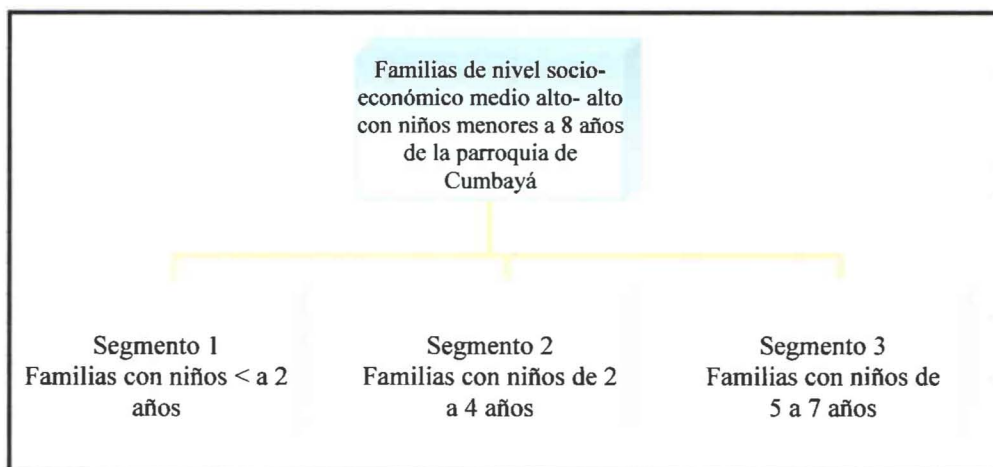 Familias de nivel socio-
económico medio alto- alto
con niños menores a 8 años
de la parroquia de
Cumbayá
Segmento 1
Familias con niños < a 2
años
Segmento 2
Familias con niños de 2
a 4 años
Segmento 3
Familias con niños de
5 a 7 años